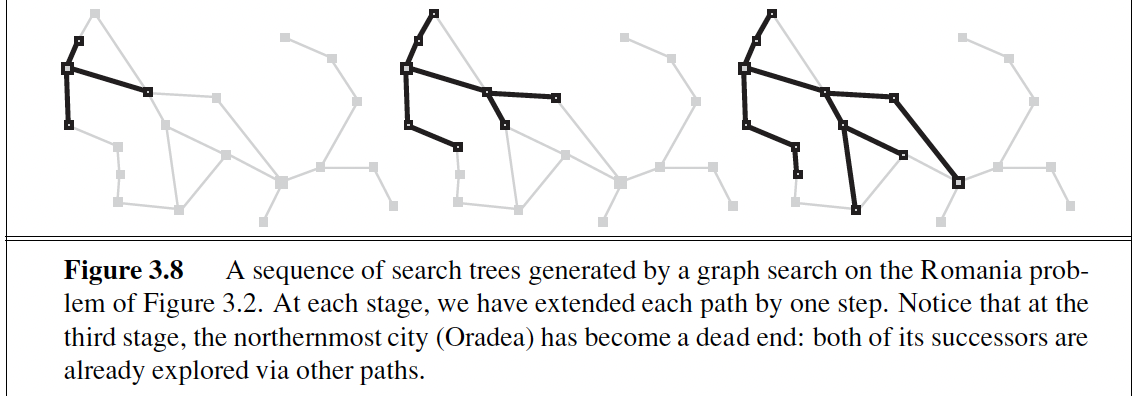 Figure 3.8 A sequence of search trees generated by a graph search on the Romania prob-
lem of Figure 3.2. At each stage, we have extended each path by one step. Notice that at the
third stage, the northernmost city (Oradea) has become a dead end: both of its successors are
already explored via other paths.